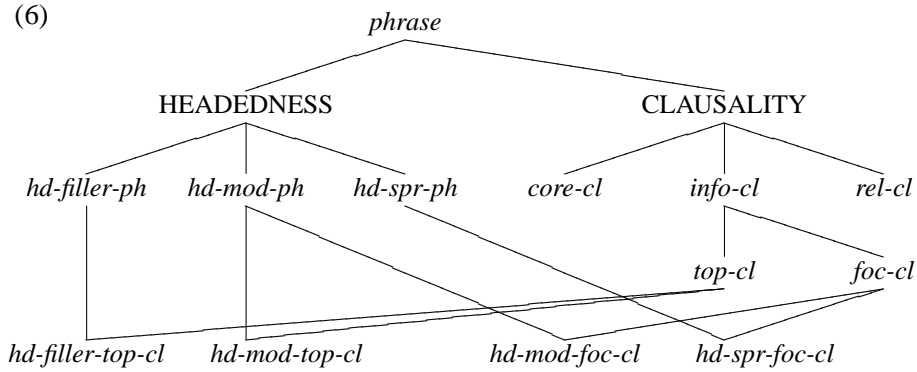 (6)
phrase
HEADEDNESS CLAUSALITY
hd-filler-ph hd-mod-ph hd-spr-ph core-cl info-cl rel-cl
top-cl foc-cl
hd-filler-top-cl hd-mod-top-cl hd-mod-foc-cl hd-spr-foc-cl